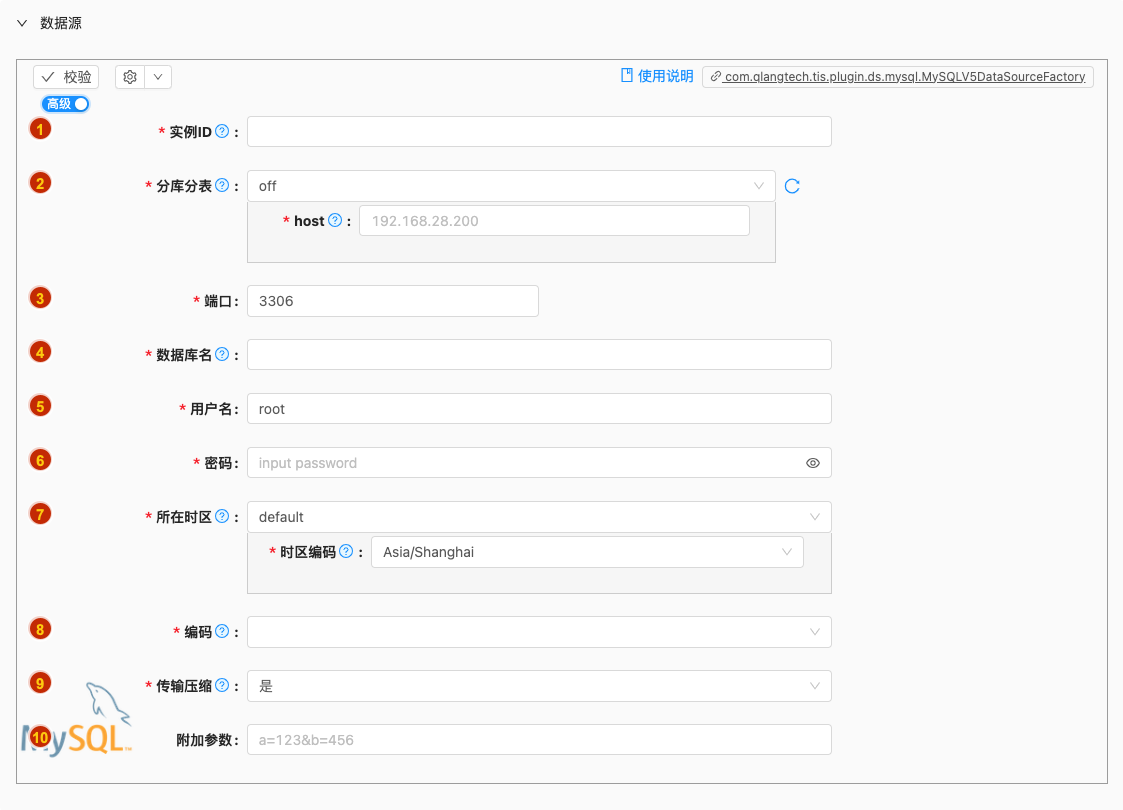 数据源
校验 使用说明 com.qlangtech.tis.plugin.ds.mysql.MySQLV5DataSourceFactory
高级
1 * 实例ID ? :
2 * 分库分表 ? : off
* host ? : 192.168.28.200
3 * 端口 : 3306
4 * 数据库名 ? :
5 * 用户名 : root
6 * 密码 : input password
7 * 所在时区 ? : default
* 时区编码 ? : Asia/Shanghai
8 * 编码 ? :
9 * 传输压缩 ? : 是
10 附加参数 : a=123&b=456
MySQL™